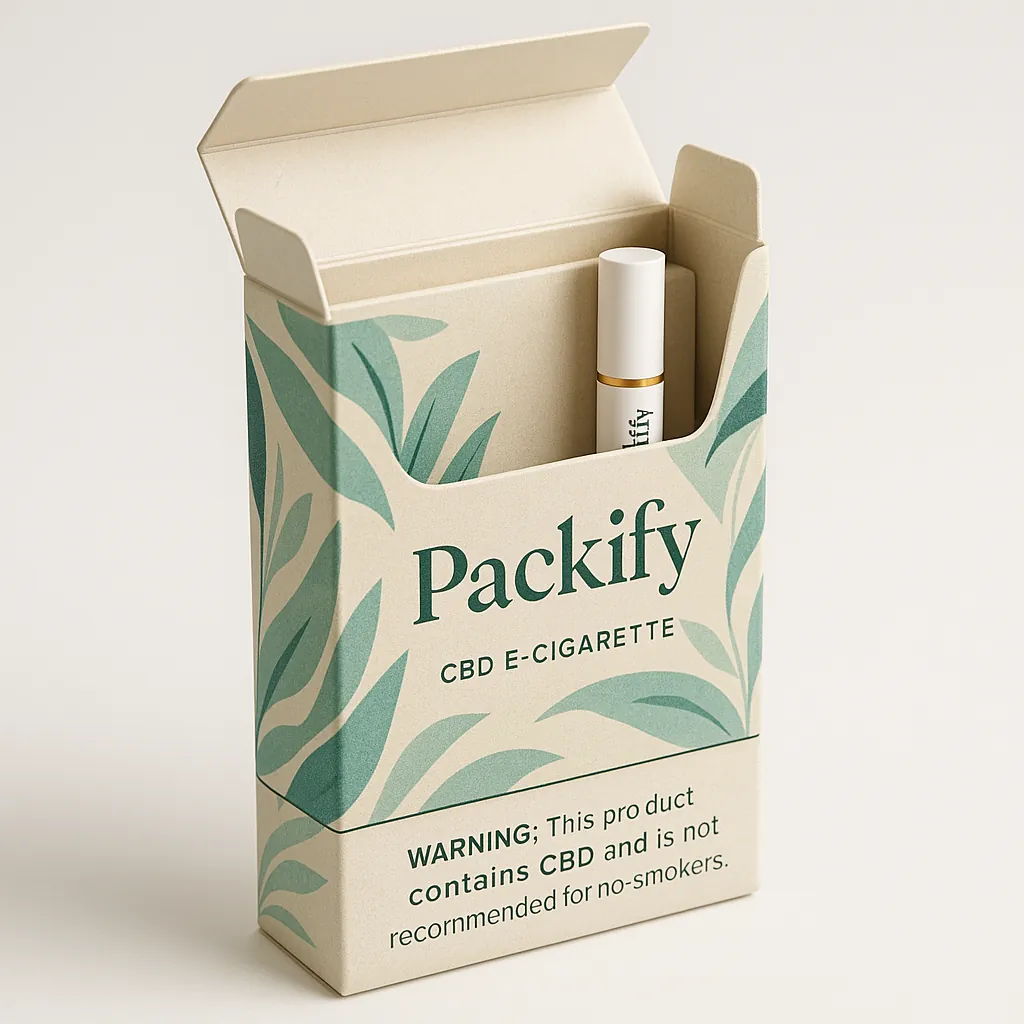 Packify
CBD E-CIGARETTE
WARNING; This pro duct
contains CBD and is not
recornmended for no-smokers.